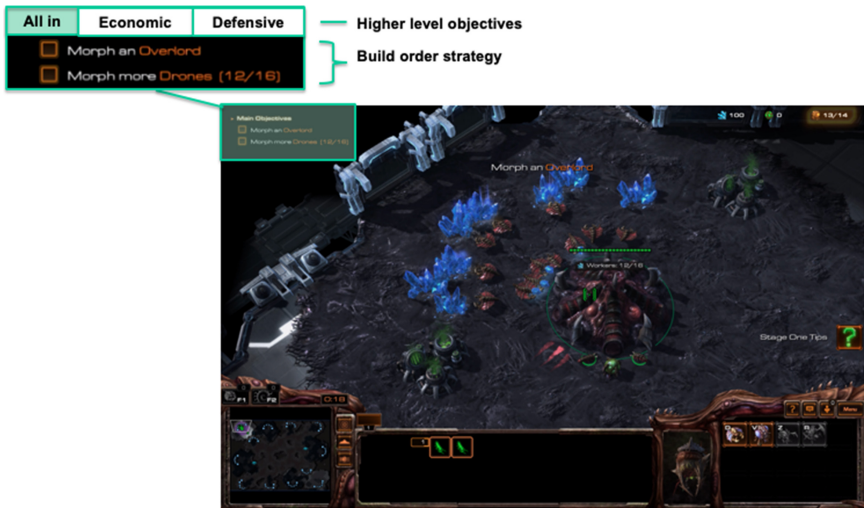 All in Economic Defensive
Higher level objectives
Morph an Overlord
Morph more Drones (12/16)
Build order strategy
Main Objectives
Morph an Overlord
Morph more Drones (12/16)
100 0 13/14
Morph an Overlord
Workers: 12/16
Stage One Tips
?
F1 F2 0:18
? Menu
Z